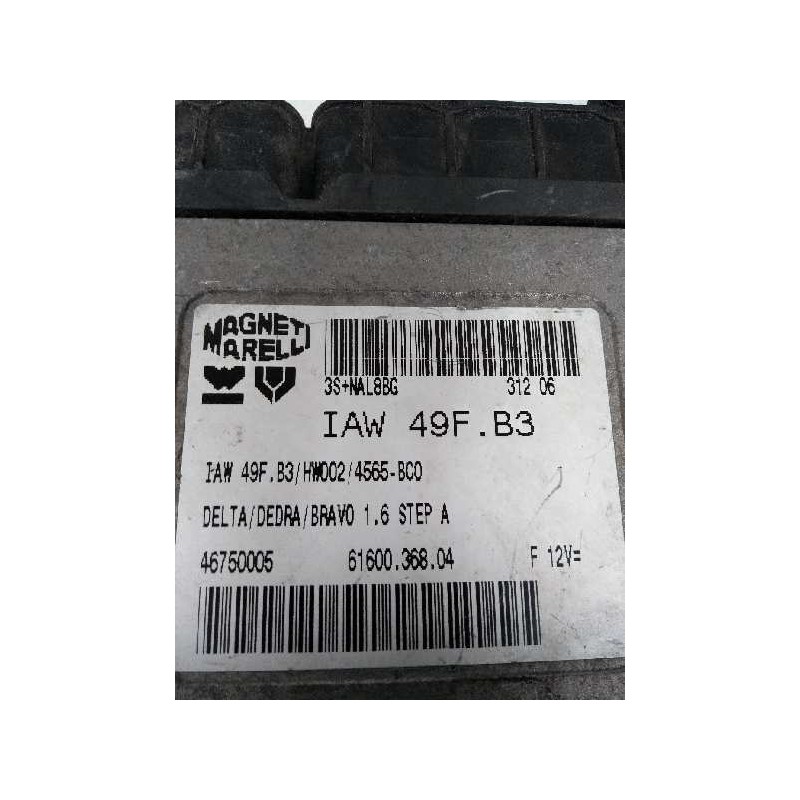 MAGNETI
MARELLI
3S+NAL8BG 312 06
IAW 49F.B3
IAW 49F.B3/HW002/4565-BC0
DELTA/DEDRA/BRAVO 1.6 STEP A
46750005 61600.368.04 F 12V=